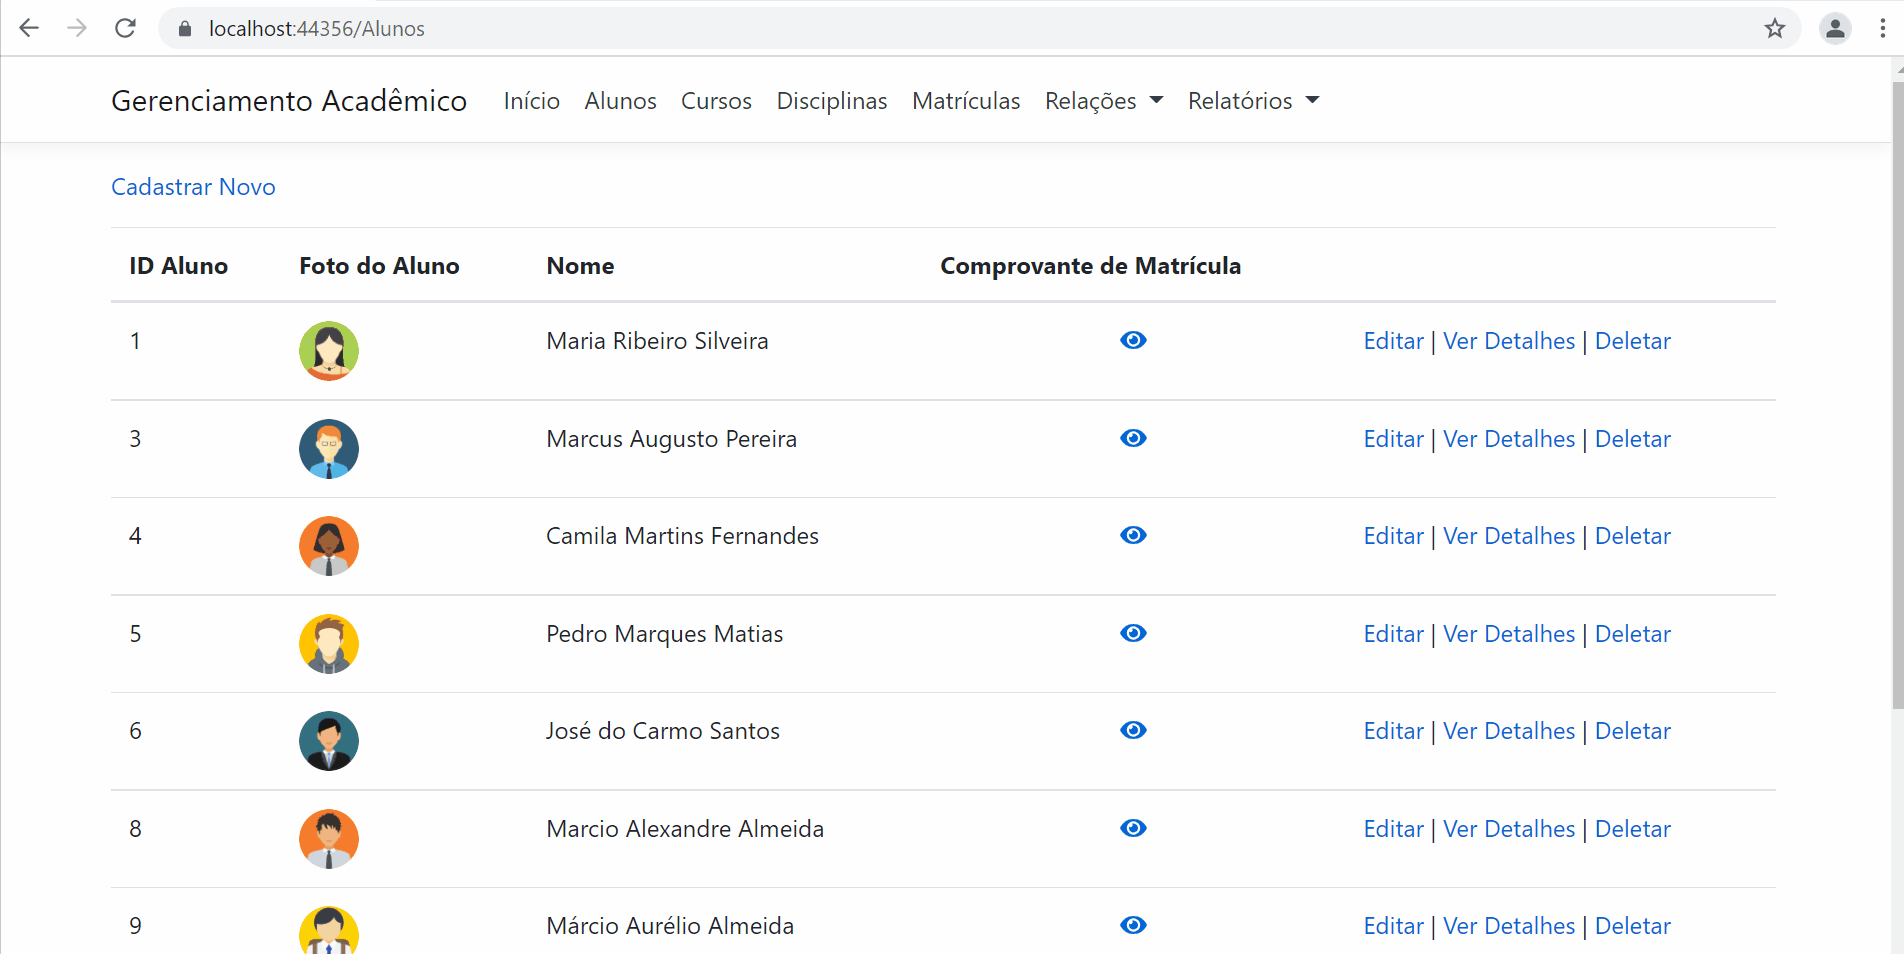 localhost:44356/Alunos
Gerenciamento Acadêmico Início Alunos Cursos Disciplinas Matrículas Relações Relatórios
Cadastrar Novo
ID Aluno Foto do Aluno Nome Comprovante de Matrícula
1 Maria Ribeiro Silveira Editar | Ver Detalhes | Deletar
3 Marcus Augusto Pereira Editar | Ver Detalhes | Deletar
4 Camila Martins Fernandes Editar | Ver Detalhes | Deletar
5 Pedro Marques Matias Editar | Ver Detalhes | Deletar
6 José do Carmo Santos Editar | Ver Detalhes | Deletar
8 Marcio Alexandre Almeida Editar | Ver Detalhes | Deletar
9 Márcio Aurélio Almeida Editar | Ver Detalhes | Deletar